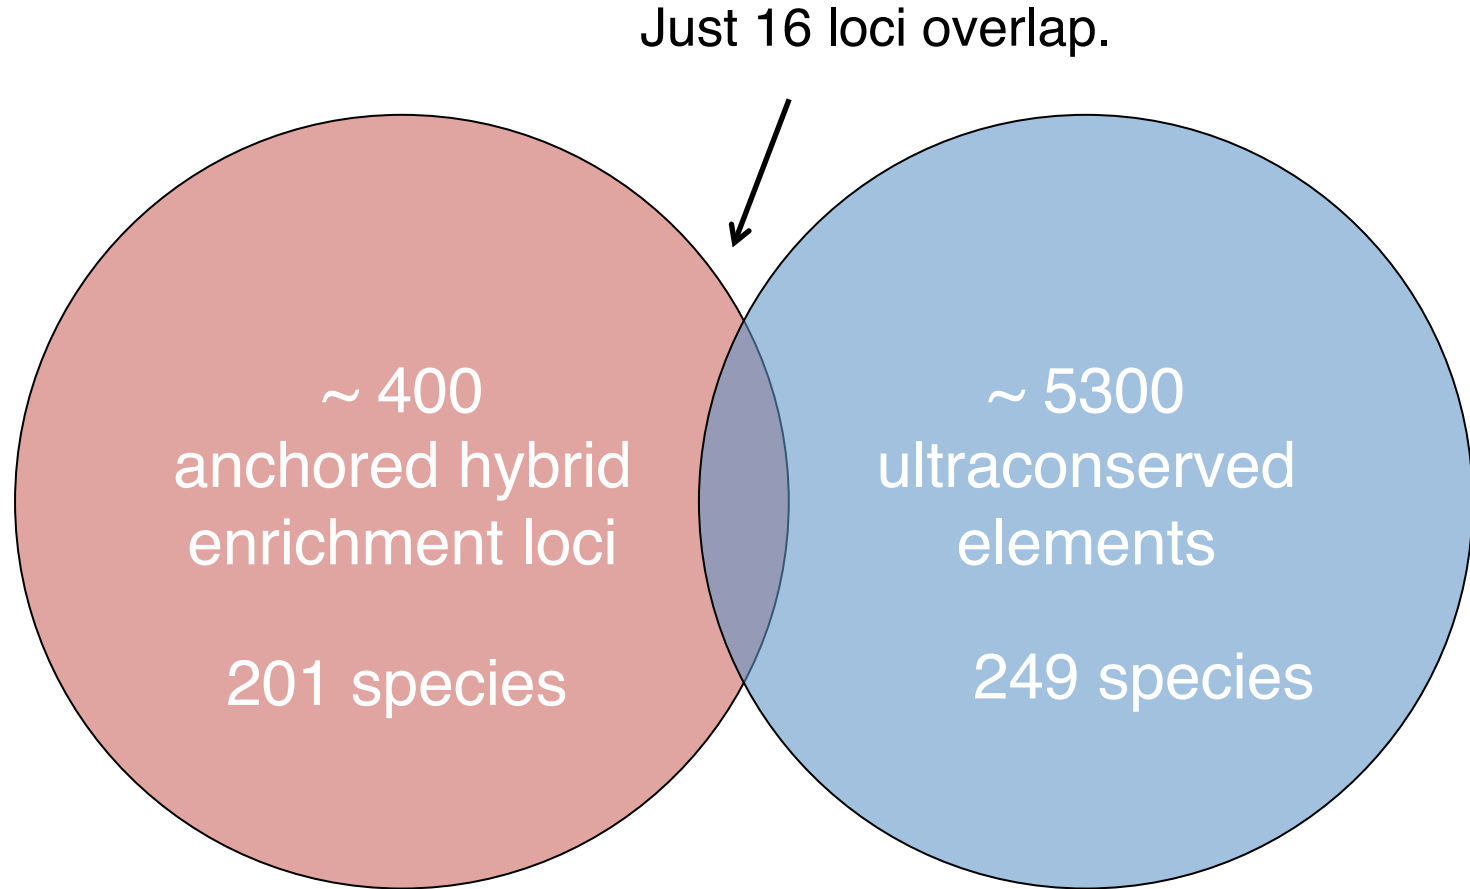 Just 16 loci overlap.
~ 400
anchored hybrid
enrichment loci
201 species
~ 5300
ultraconserved
elements
249 species